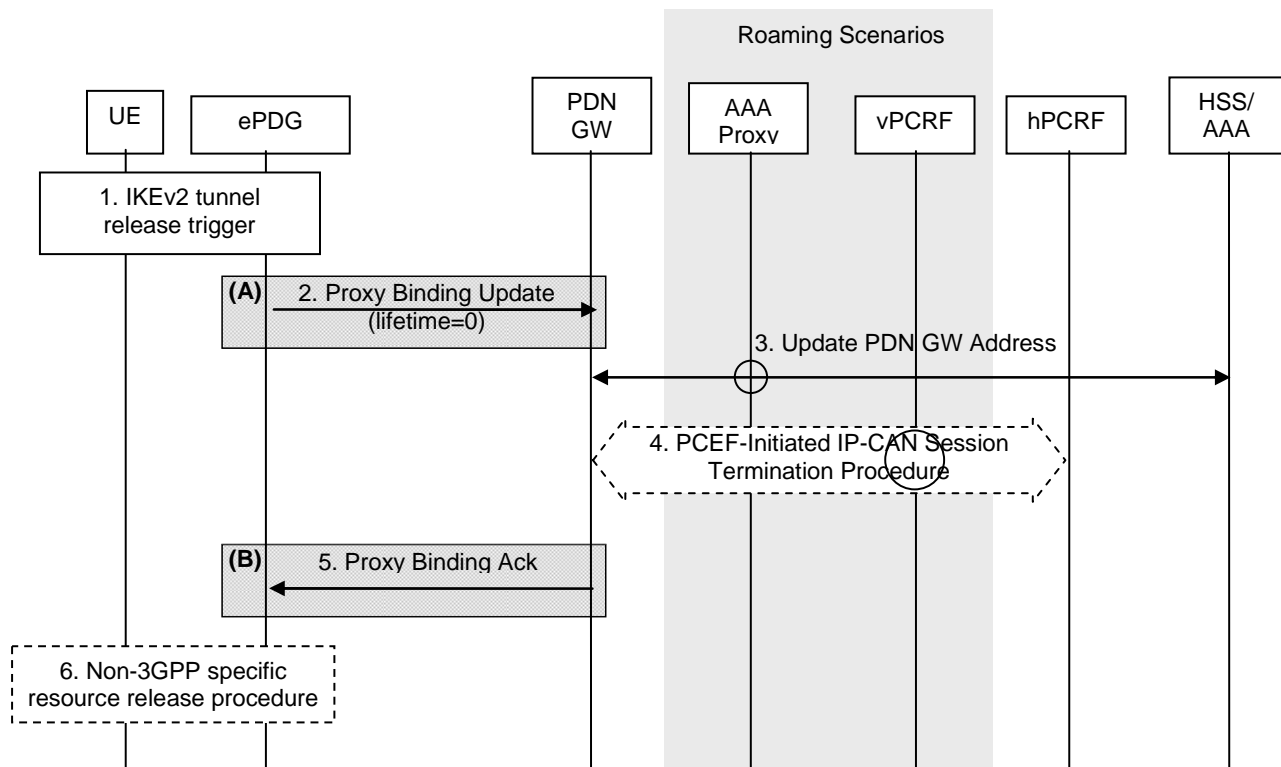 Roaming Scenarios
UE
ePDG
PDN
GW
AAA
Proxy
vPCRF
hPCRF
HSS/
AAA
1. IKEv2 tunnel
release trigger
(A)
2. Proxy Binding Update
(lifetime=0)
3. Update PDN GW Address
4. PCEF-Initiated IP-CAN Session
Termination Procedure
(B)
5. Proxy Binding Ack
6. Non-3GPP specific
resource release procedure